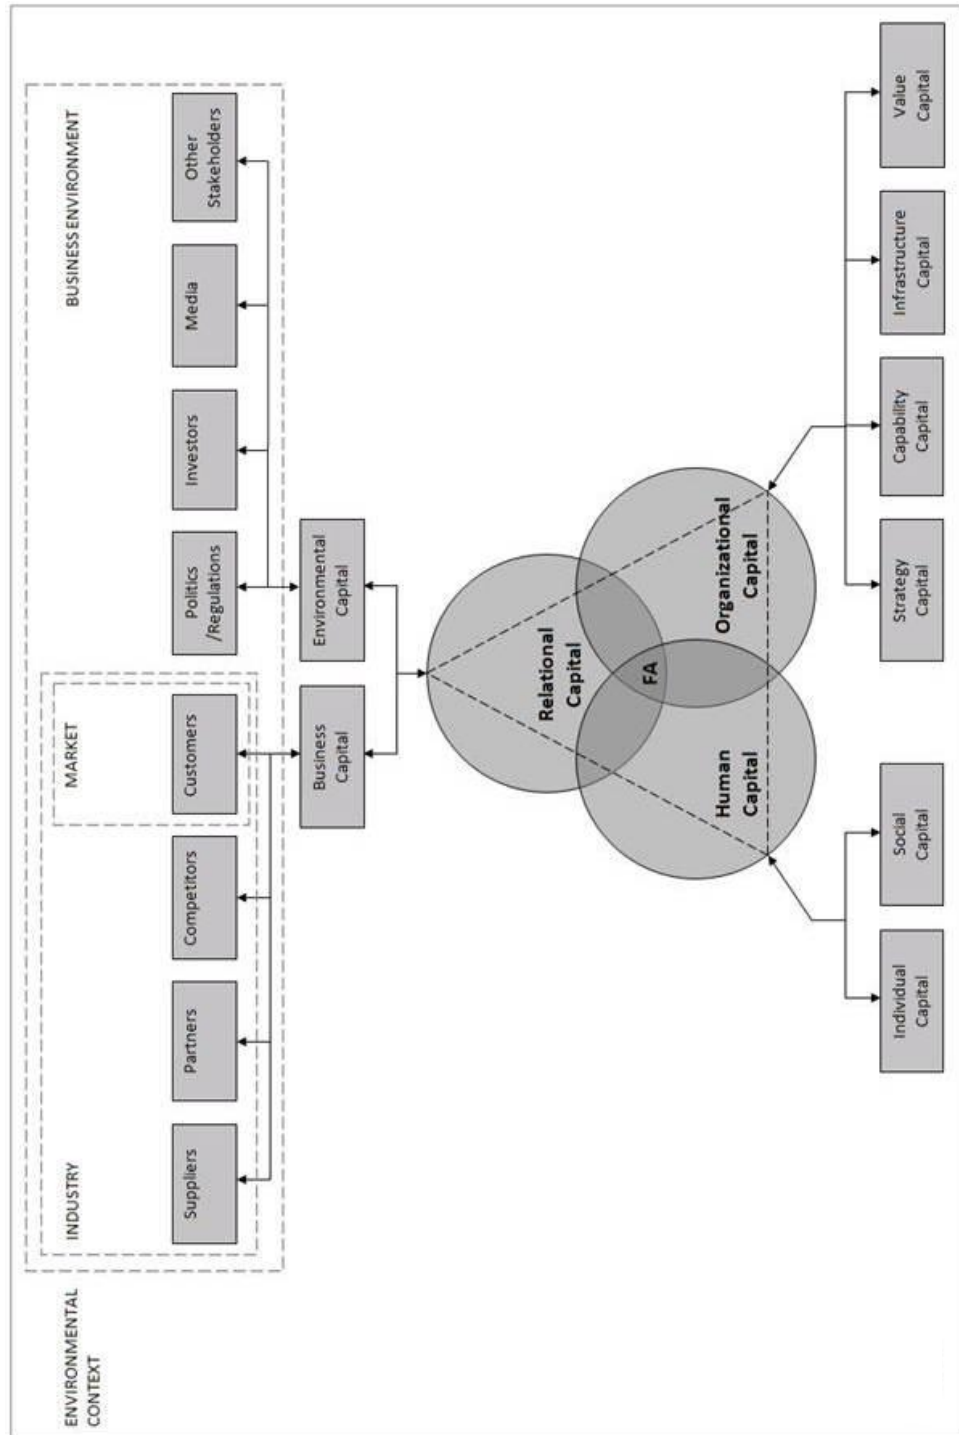 ENVIRONMENTAL
CONTEXT
INDUSTRY
MARKET
BUSINESS ENVIRONMENT
Suppliers
Partners
Competitors
Customers
Politics
/Regulations
Investors
Media
Other
Stakeholders
Business
Capital
Environmental
Capital
Relational
Capital
FA
Human
Capital
Organizational
Capital
Individual
Capital
Social
Capital
Strategy
Capital
Capability
Capital
Infrastructure
Capital
Value
Capital